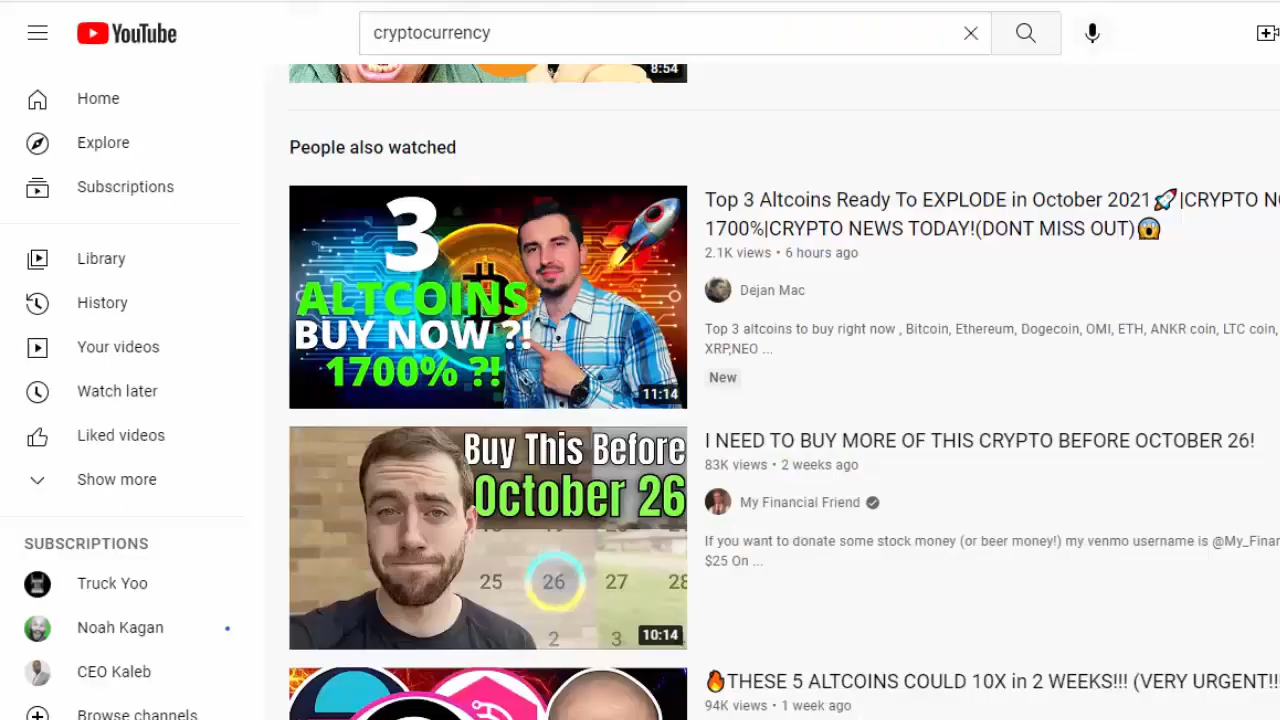 YouTube
cryptocurrency
8:54
Home
Explore
Subscriptions
Library
History
Your videos
Watch later
Liked videos
Show more
SUBSCRIPTIONS
Truck Yoo
Noah Kagan
CEO Kaleb
Browse channels
People also watched
3
ALTCOINS
BUY NOW ?!
1700% ?!
11:14
Top 3 Altcoins Ready To EXPLODE in October 2021🚀|CRYPTO
1700%|CRYPTO NEWS TODAY!(DONT MISS OUT)😱
2.1K views • 6 hours ago
Dejan Mac
Top 3 altcoins to buy right now , Bitcoin, Ethereum, Dogecoin, OMI, ETH, ANKR coin, LTC coin,
XRP,NEO ...
New
Buy This Before
October 26
25 26 27 28
2 3
10:14
I NEED TO BUY MORE OF THIS CRYPTO BEFORE OCTOBER 26!
83K views • 2 weeks ago
My Financial Friend
If you want to donate some stock money (or beer money!) my venmo username is
$25 On ...
🔥THESE 5 ALTCOINS COULD 10X in 2 WEEKS!!! (VERY URGENT!!!
94K views • 1 week ago